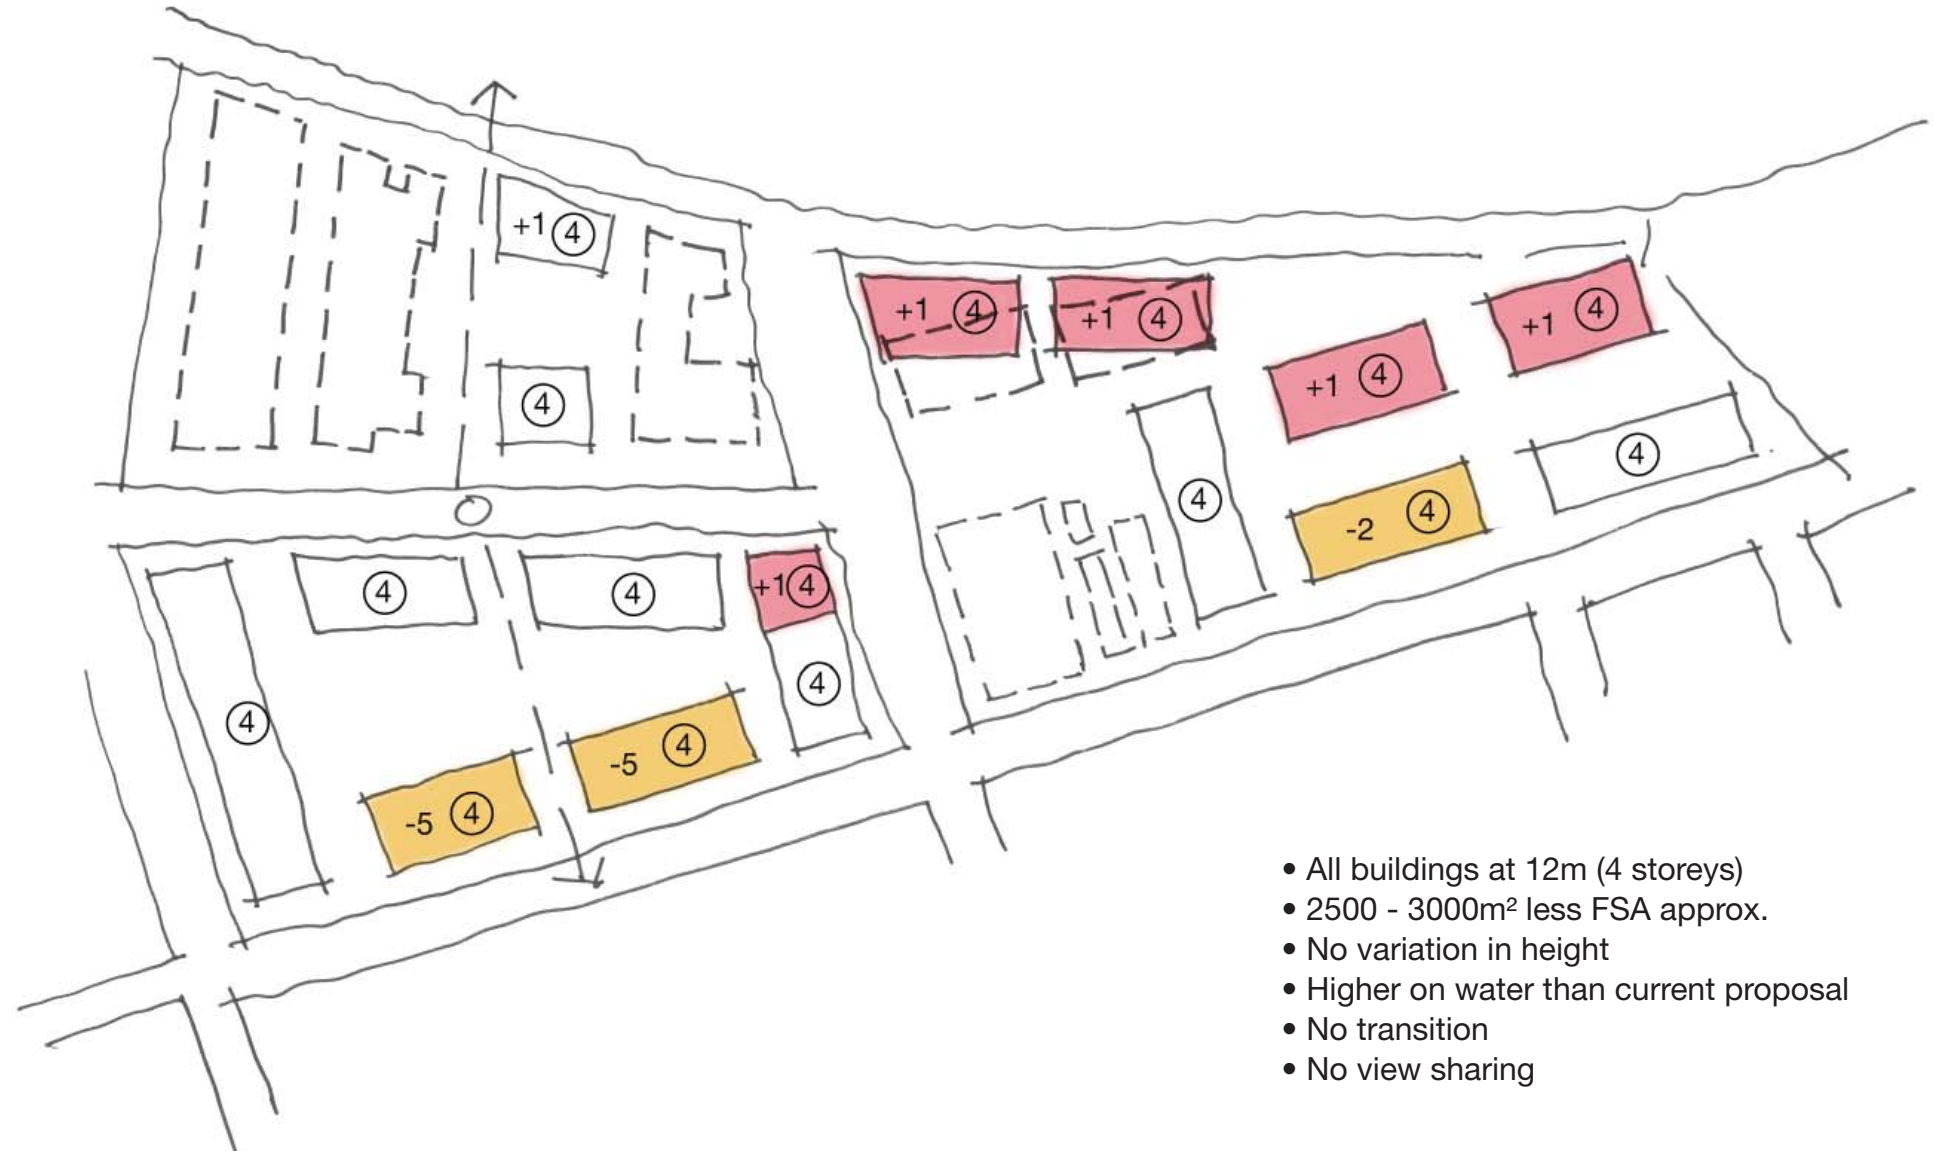 +1 ④
④
+1 ④
+1 ④
+1 ④
+1 ④
④
-2 ④
④
④
④
+1 ④
④
④
-5 ④
-5 ④
• All buildings at 12m (4 storeys)
• 2500 - 3000m² less FSA approx.
• No variation in height
• Higher on water than current proposal
• No transition
• No view sharing